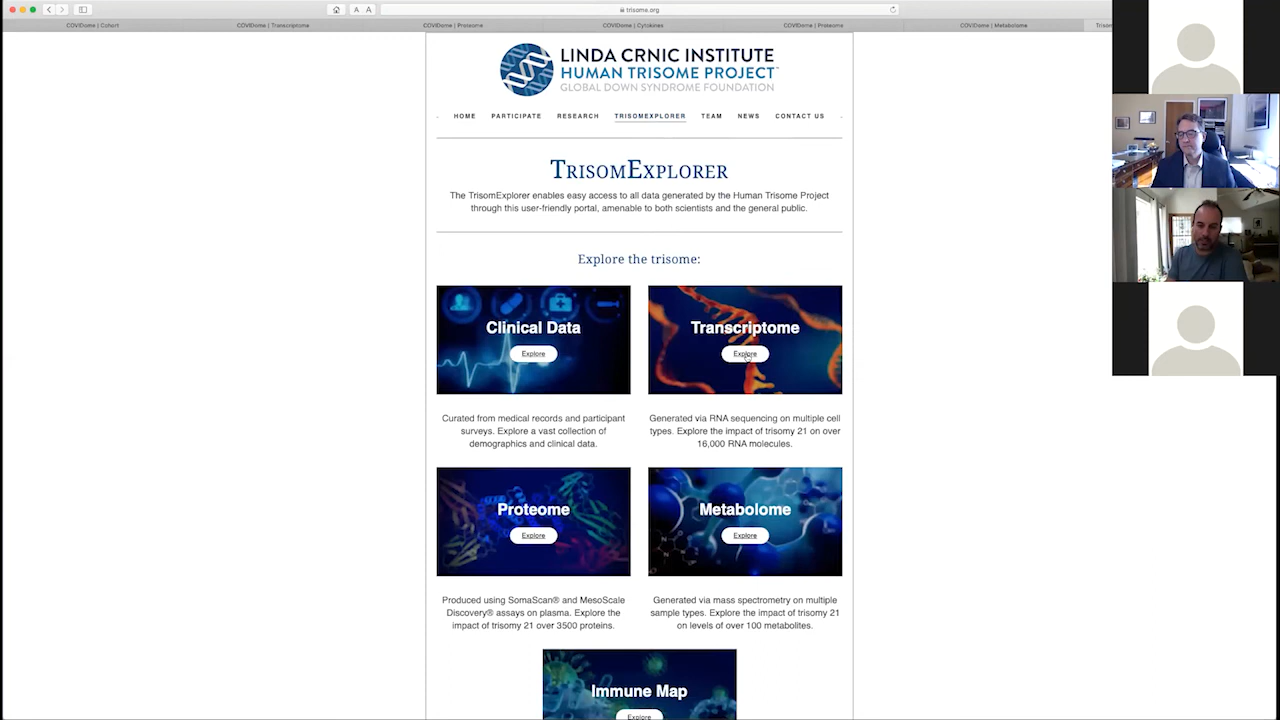 trisome.org
A A
COVIDome | Cohort
COVIDome | Transcriptome
COVIDome | Proteome
COVIDome | Cytokines
COVIDome | Proteome
COVIDome | Metabolome
Trisom
LINDA CRNIC INSTITUTE
HUMAN TRISOME PROJECT™
GLOBAL DOWN SYNDROME FOUNDATION
HOME PARTICIPATE RESEARCH TRISOMEXPLORER TEAM NEWS CONTACT US
TRISOMEXPLORER
The TrisomExplorer enables easy access to all data generated by the Human Trisome Project
through this user-friendly portal, amenable to both scientists and the general public.
Explore the trisome:
Clinical Data
Explore
Curated from medical records and participant
surveys. Explore a vast collection of
demographics and clinical data.
Transcriptome
Explore
Generated via RNA sequencing on multiple cell
types. Explore the impact of trisomy 21 on over
16,000 RNA molecules.
Proteome
Explore
Produced using SomaScan® and MesoScale
Discovery® assays on plasma. Explore the
impact of trisomy 21 over 3500 proteins.
Metabolome
Explore
Generated via mass spectrometry on multiple
sample types. Explore the impact of trisomy 21
on levels of over 100 metabolites.
Immune Map
Explore